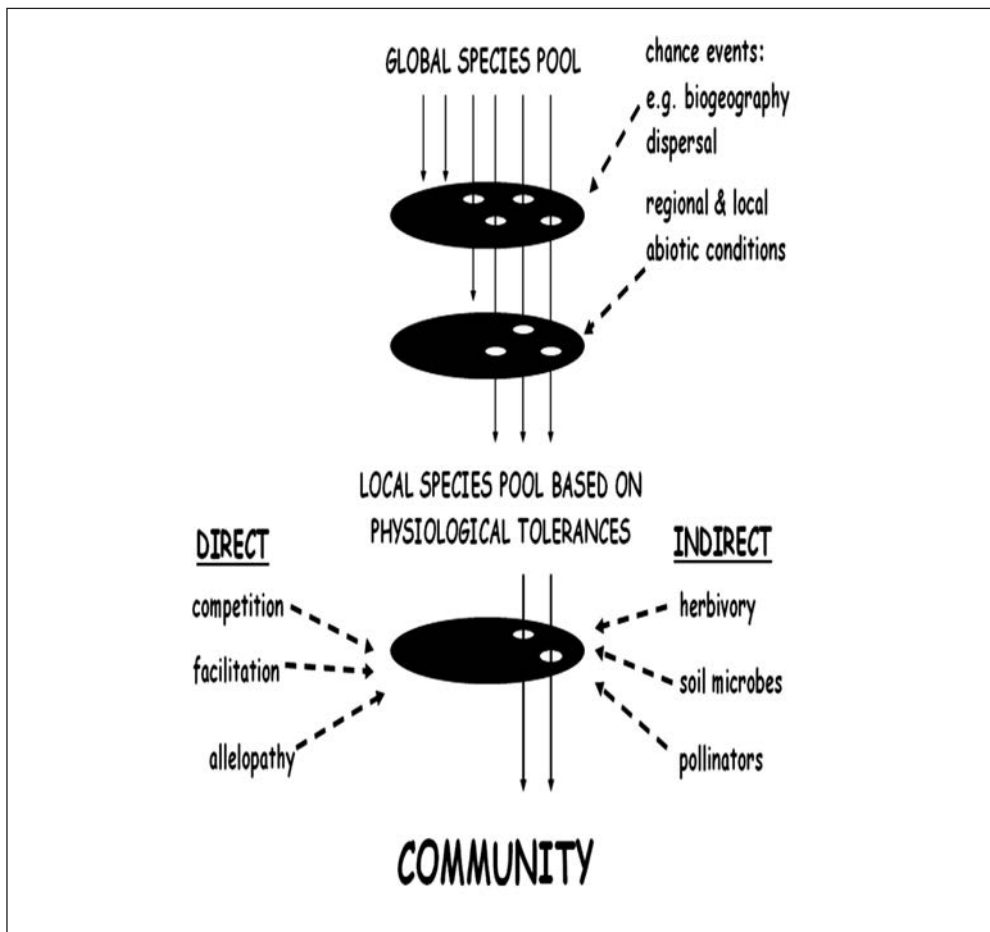 GLOBAL SPECIES POOL
chance events:
e.g. biogeography
dispersal
regional & local
abiotic conditions
LOCAL SPECIES POOL BASED ON
PHYSIOLOGICAL TOLERANCES
DIRECT
competition
facilitation
allelopathy
INDIRECT
herbivory
soil microbes
pollinators
COMMUNITY